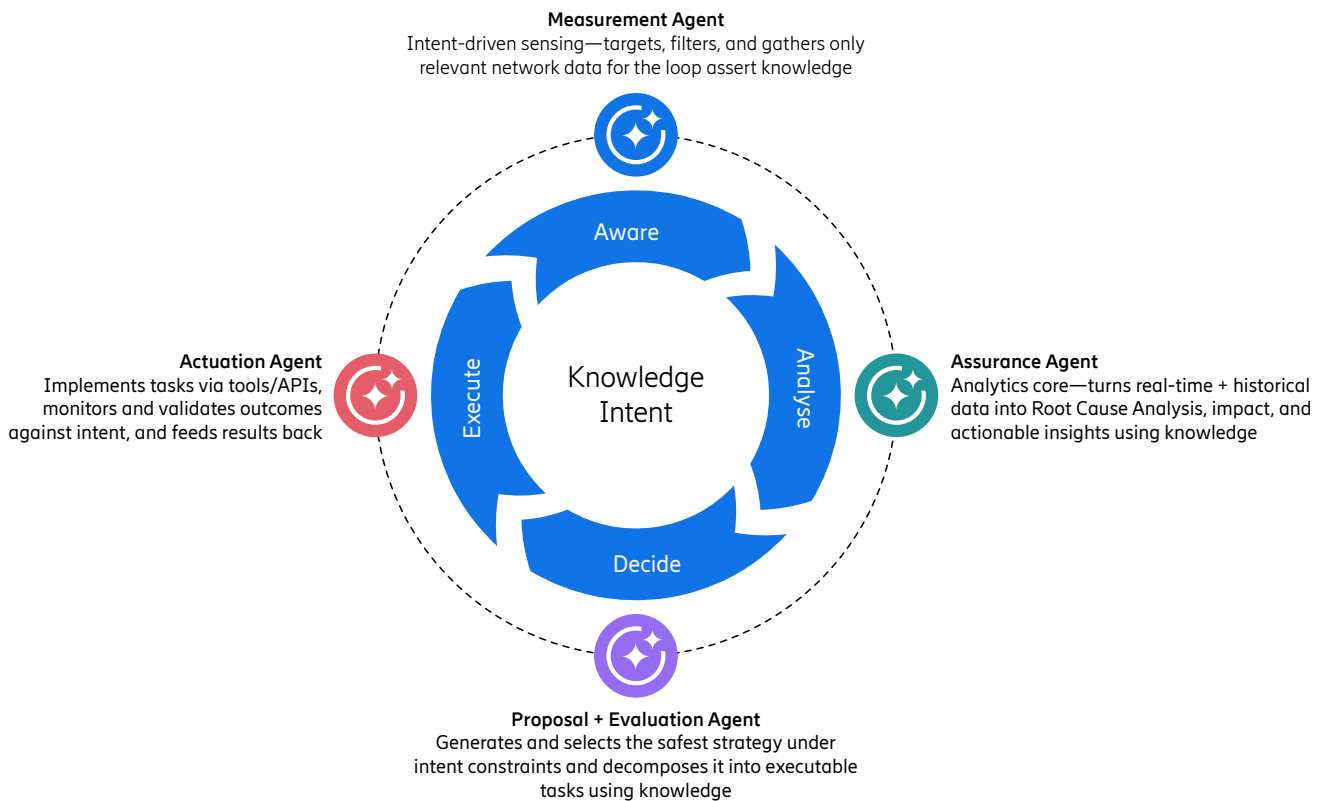 Measurement Agent
Intent-driven sensing—targets, filters, and gathers only
relevant network data for the loop assert knowledge
Aware
Actuation Agent
Implements tasks via tools/APIs,
monitors and validates outcomes
against intent, and feeds results back
Execute
Knowledge
Intent
Analyse
Assurance Agent
Analytics core—turns real-time + historical
data into Root Cause Analysis, impact, and
actionable insights using knowledge
Decide
Proposal + Evaluation Agent
Generates and selects the safest strategy under
intent constraints and decomposes it into executable
tasks using knowledge